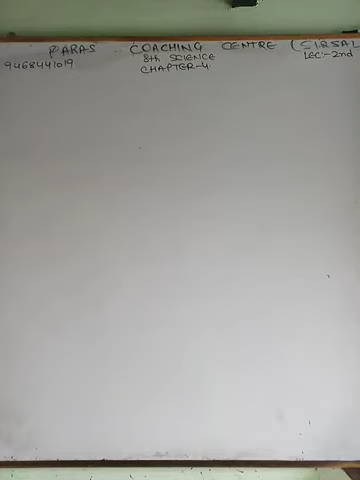 PARAS COACHING CENTRE (SIRSA)
9468441019 8th SCIENCE LEC:-2nd
CHAPTER-4